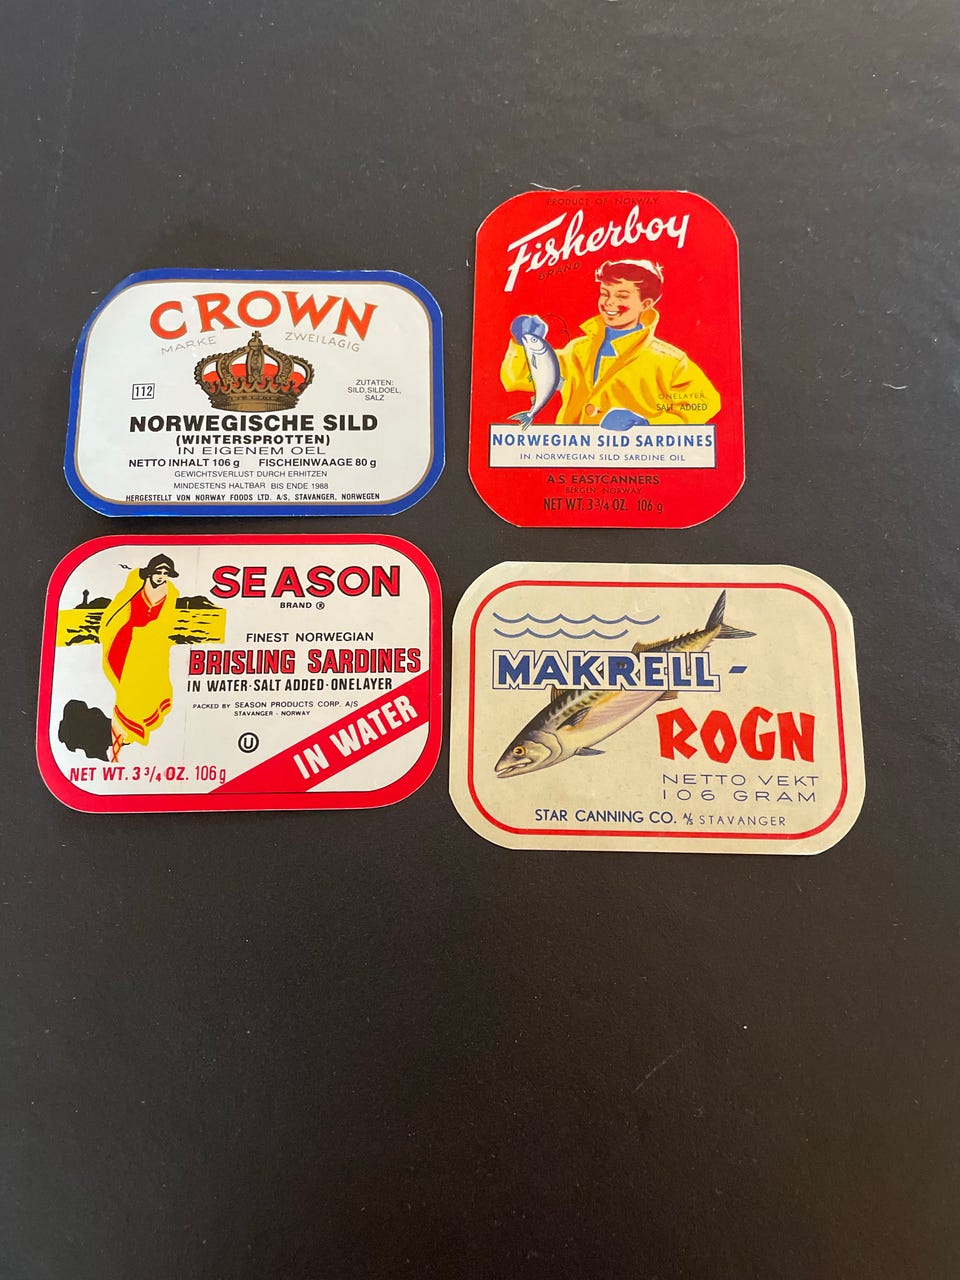 CROWN
MARKE ZWEILAGIG
112
ZUTATEN:
SILD, SILDOEL,
SALZ
NORWEGISCHE SILD
(WINTERSPROTTEN)
IN EIGENEM OEL
NETTO INHALT 106 g FISCHEINWAAGE 80 g
GEWICHTSVERLUST DURCH ERHITZEN
MINDESTENS HALTBAR BIS ENDE 1988
HERGESTELLT VON NORWAY FOODS LTD. A/S, STAVANGER, NORWEGEN
PRODUCT OF NORWAY
Fisherboy
BRAND
ONELAYER
SALT ADDED
NORWEGIAN SILD SARDINES
IN NORWEGIAN SILD SARDINE OIL
A.S. EASTCANNERS
BERGEN, NORWAY
NET WT. 3 3/4 OZ. 106 g
SEASON
BRAND ®
FINEST NORWEGIAN
BRISLING SARDINES
IN WATER·SALT ADDED·ONELAYER
PACKED BY SEASON PRODUCTS CORP. A/S
STAVANGER - NORWAY
U
IN WATER
NET WT. 3 3/4 OZ. 106 g
MAKRELL-
ROGN
NETTO VEKT
106 GRAM
STAR CANNING CO. A/S STAVANGER